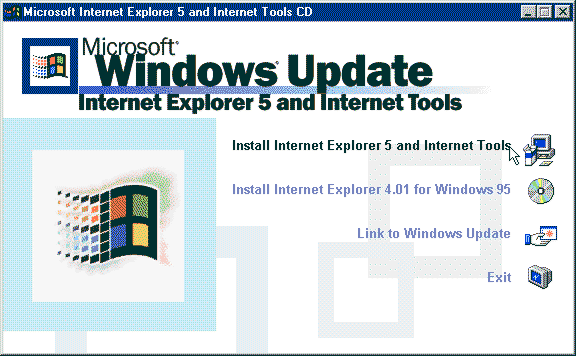 Microsoft Internet Explorer 5 and Internet Tools CD
Microsoft®
Windows® Update
Internet Explorer 5 and Internet Tools
Install Internet Explorer 5 and Internet Tools
Install Internet Explorer 4.01 for Windows 95
Link to Windows Update
Exit